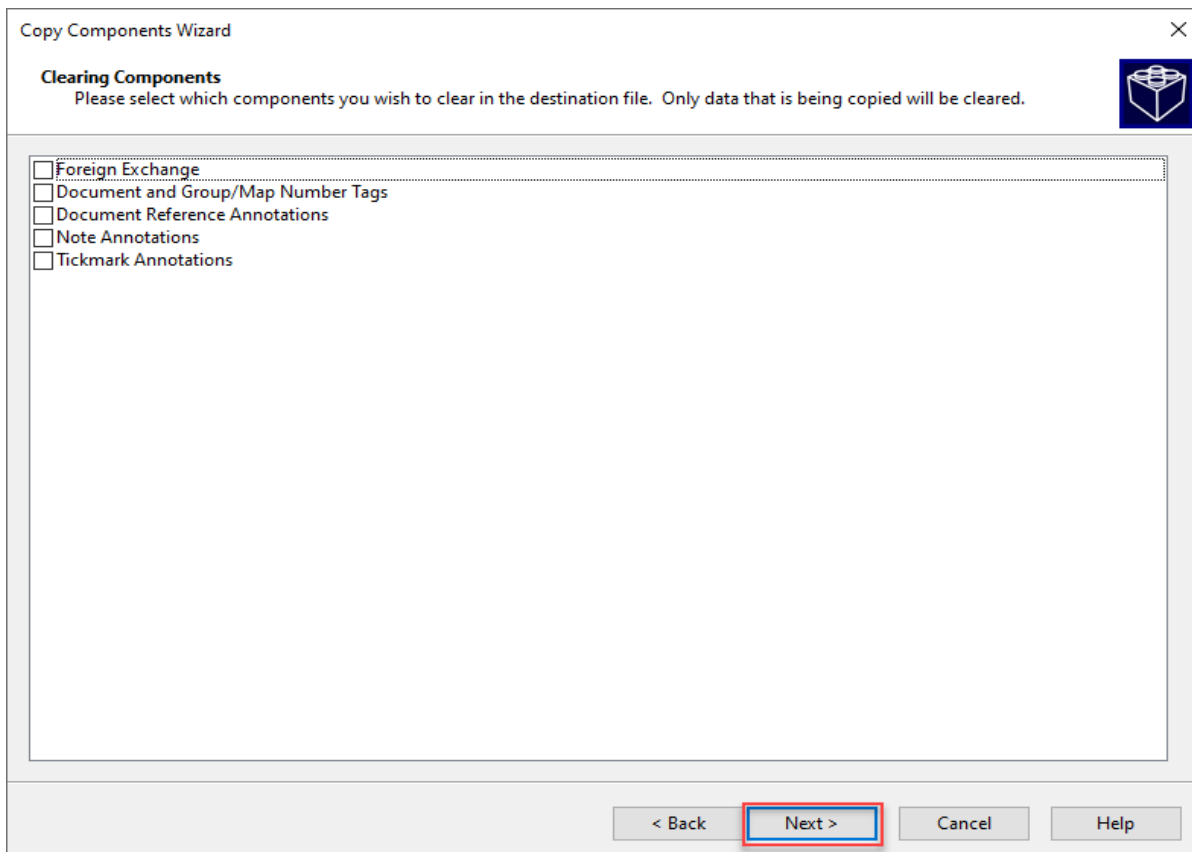 Copy Components Wizard
Clearing Components
Please select which components you wish to clear in the destination file.  Only data that is being copied will be cleared.
Foreign Exchange
Document and Group/Map Number Tags
Document Reference Annotations
Note Annotations
Tickmark Annotations
< Back Next > Cancel Help